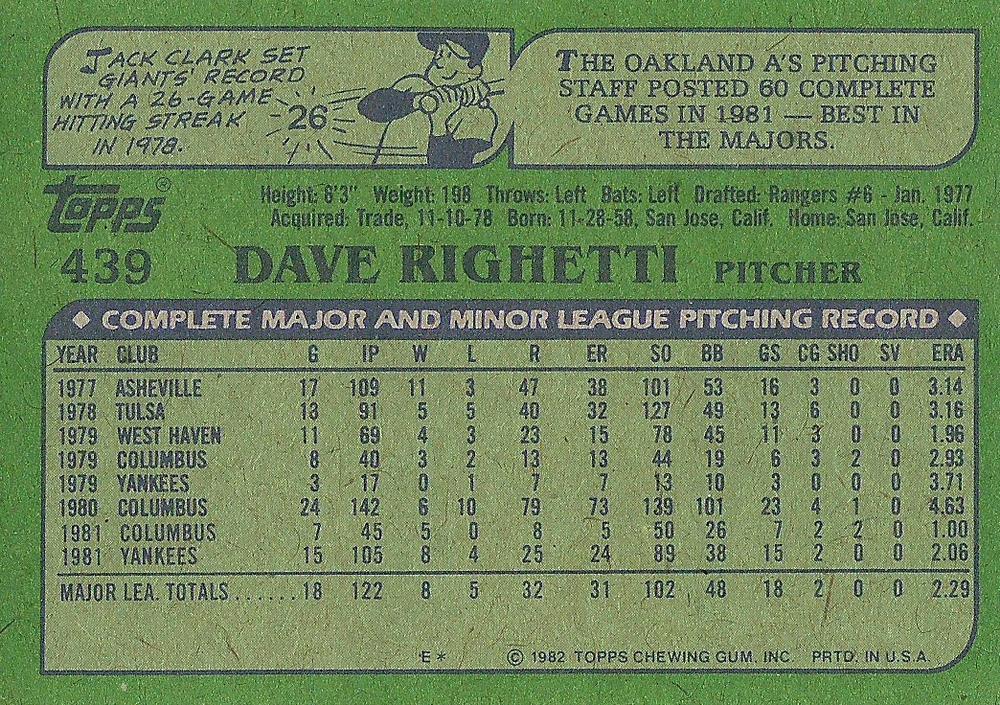 JACK CLARK SET
GIANTS' RECORD
WITH A 26-GAME
HITTING STREAK
IN 1978.
26
THE OAKLAND A'S PITCHING
STAFF POSTED 60 COMPLETE
GAMES IN 1981 — BEST IN
THE MAJORS.
Topps®
Height: 6'3" Weight: 198 Throws: Left Bats: Left Drafted: Rangers #6 - Jan. 1977
Acquired: Trade, 11-10-78 Born: 11-28-58, San Jose, Calif. Home: San Jose, Calif.
439 DAVE RIGHETTI PITCHER
◆ COMPLETE MAJOR AND MINOR LEAGUE PITCHING RECORD ◆
YEAR CLUB G IP W L R ER SO BB GS CG SHO SV ERA
1977 ASHEVILLE 17 109 11 3 47 38 101 53 16 3 0 0 3.14
1978 TULSA 13 91 5 5 40 32 127 49 13 6 0 0 3.16
1979 WEST HAVEN 11 69 4 3 23 15 78 45 11 3 0 0 1.96
1979 COLUMBUS 8 40 3 2 13 13 44 19 6 3 2 0 2.93
1979 YANKEES 3 17 0 1 7 7 13 10 3 0 0 0 3.71
1980 COLUMBUS 24 142 6 10 79 73 139 101 23 4 1 0 4.63
1981 COLUMBUS 7 45 5 0 8 5 50 26 7 2 2 0 1.00
1981 YANKEES 15 105 8 4 25 24 89 38 15 2 0 0 2.06
MAJOR LEA. TOTALS ...... 18 122 8 5 32 31 102 48 18 2 0 0 2.29
E* © 1982 TOPPS CHEWING GUM, INC. PRTD. IN U.S.A.